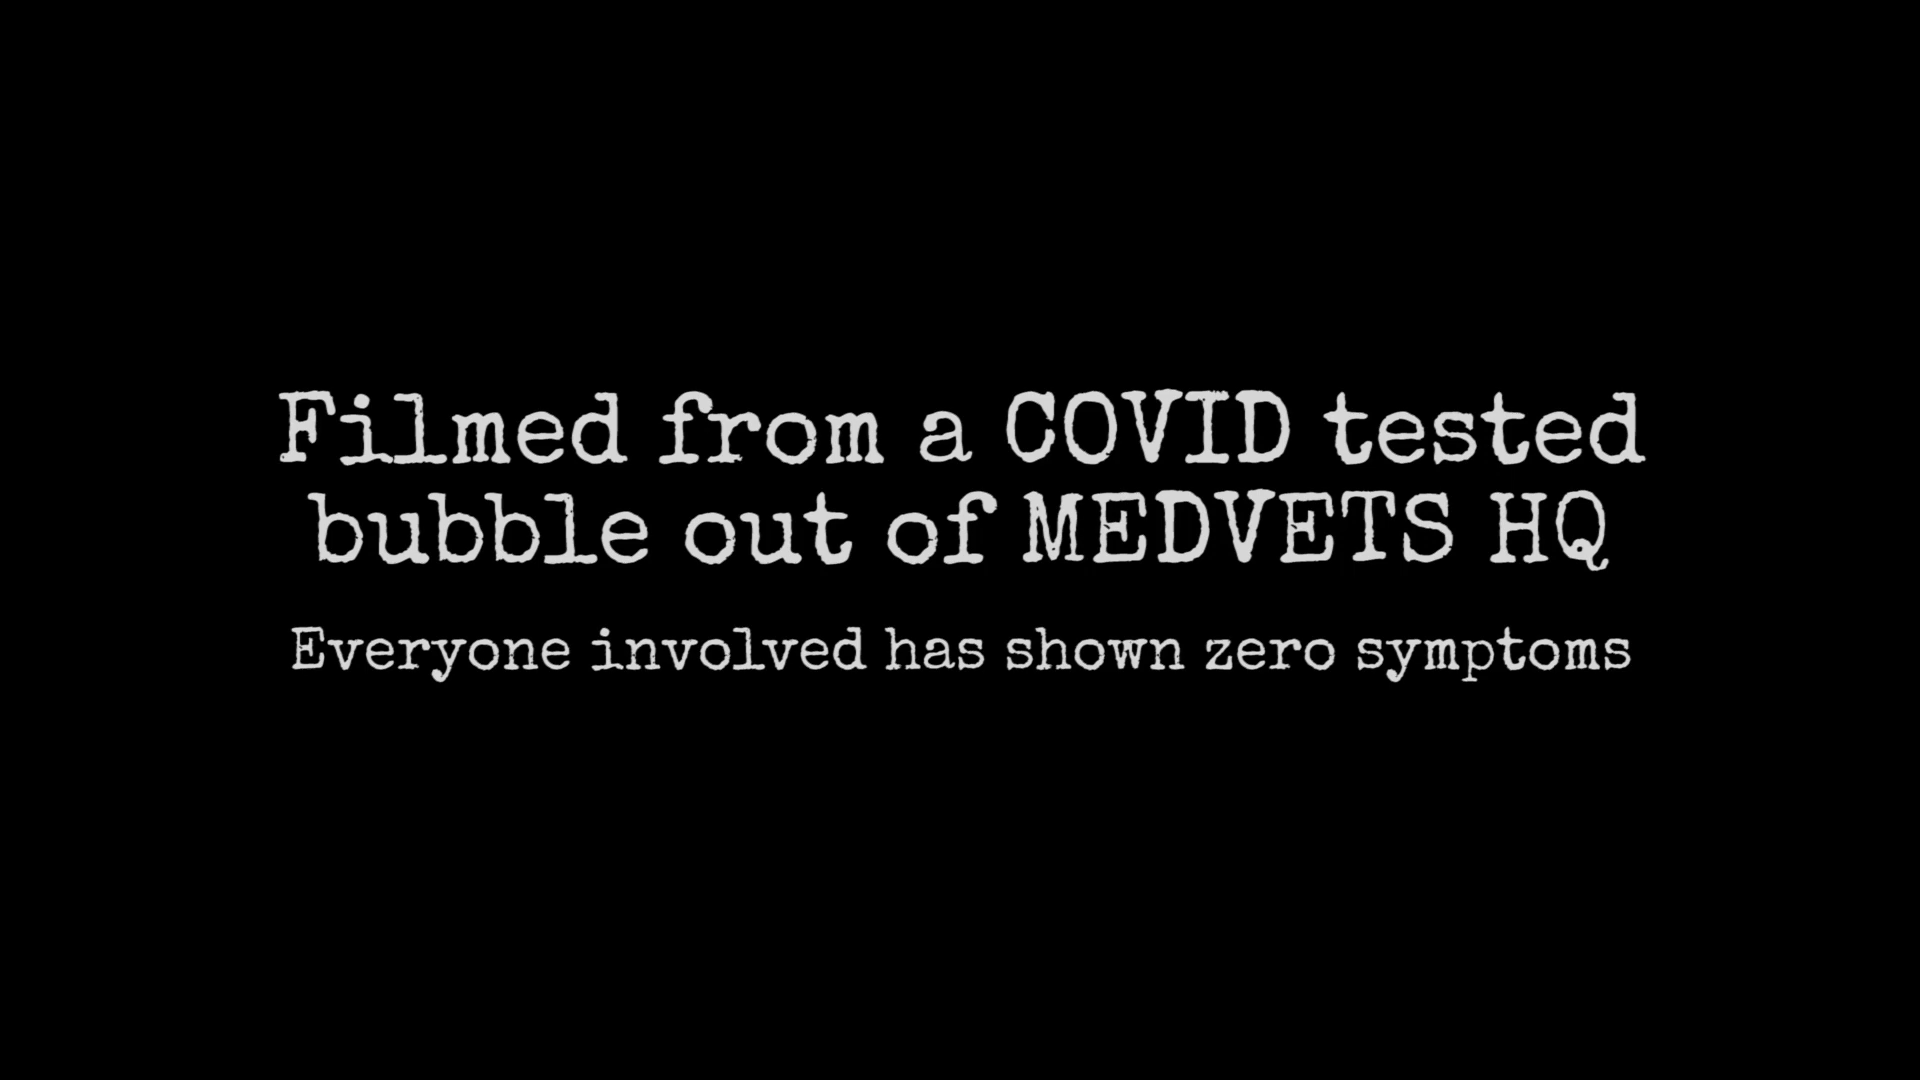 Filmed from a COVID tested
bubble out of MEDVETS HQ
Everyone involved has shown zero symptoms